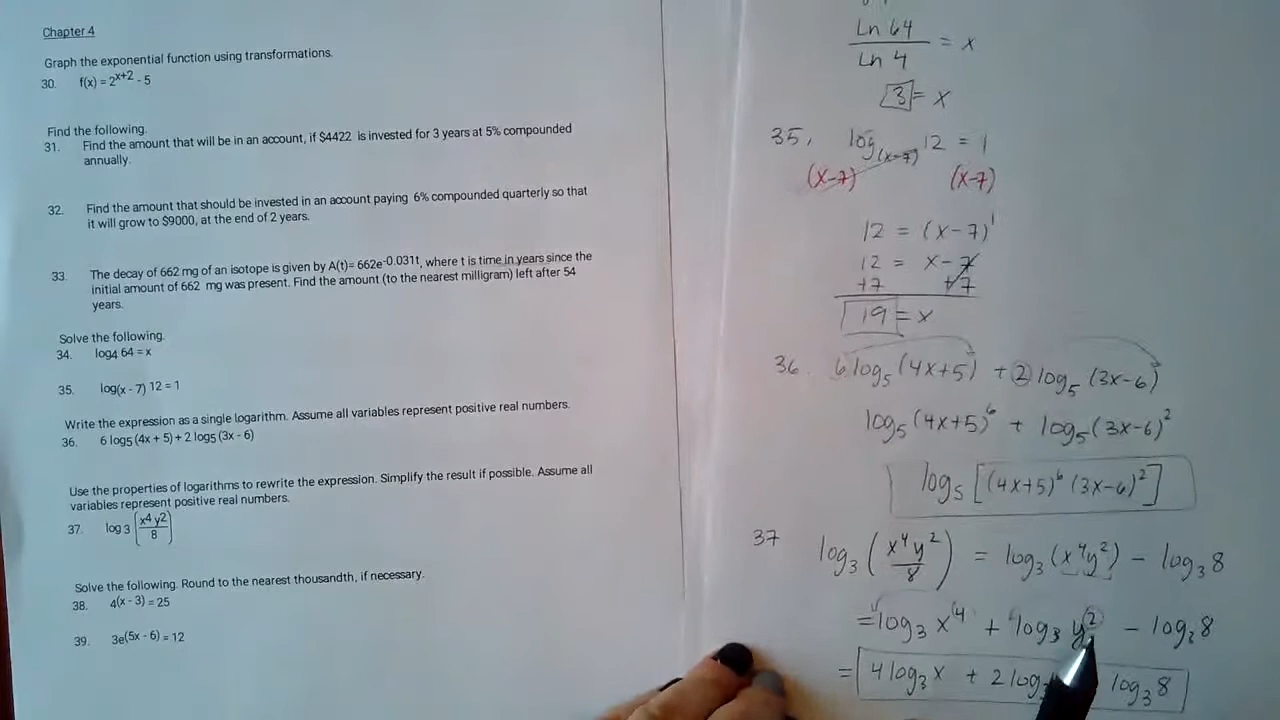 Chapter 4
Graph the exponential function using transformations.
30. f(x) = 2^x+2 - 5
Find the following.
31. Find the amount that will be in an account, if $4422 is invested for 3 years at 5% compounded
annually.
32. Find the amount that should be invested in an account paying 6% compounded quarterly so that
it will grow to $9000, at the end of 2 years.
33. The decay of 662 mg of an isotope is given by A(t)= 662e^-0.031t, where t is time in years since the
initial amount of 662 mg was present. Find the amount (to the nearest milligram) left after 54
years.
Solve the following.
34. log4 64 = x
35. log(x - 7) 12 = 1
Write the expression as a single logarithm. Assume all variables represent positive real numbers.
36. 6 log5 (4x + 5) + 2 log5 (3x - 6)
Use the properties of logarithms to rewrite the expression. Simplify the result if possible. Assume all
variables represent positive real numbers.
37. log3 (x^4 y^2 / 8)
Solve the following. Round to the nearest thousandth, if necessary.
38. 4^(x - 3) = 25
39. 3e^(5x - 6) = 12
Ln 64 / Ln 4 = x
3 = x
35, log(x-7) 12 = 1
(x-7) (x-7)
12 = (x-7)^1
12 = x-7
+7 +7
19 = x
36. 6 log5 (4x+5) + 2 log5 (3x-6)
log5 (4x+5)^6 + log5 (3x-6)^2
log5 [(4x+5)^6 (3x-6)^2]
37 log3 (x^4 y^2 / 8) = log3 (x^4 y^2) - log3 8
= log3 x^4 + log3 y^2 - log3 8
= 4 log3 x + 2 log log3 8